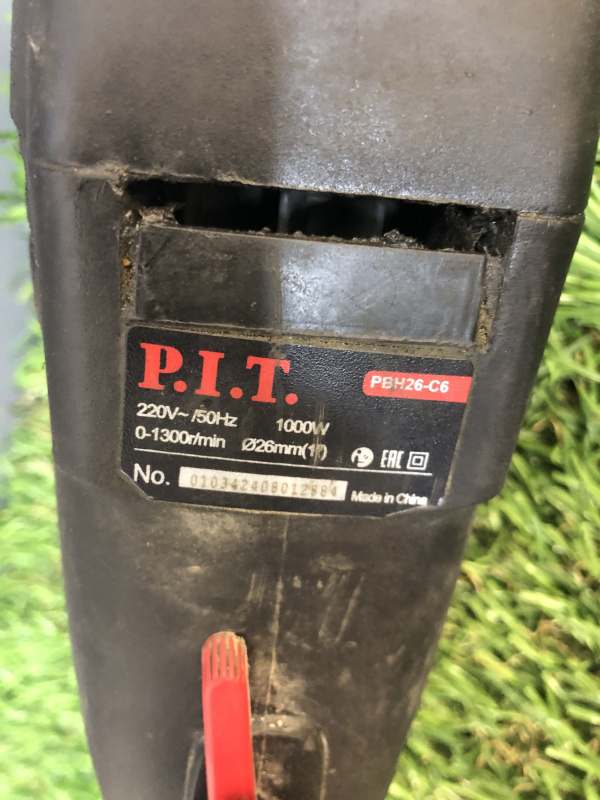 P.I.T.
PBH26-C6
220V~ /50Hz 1000W
0-1300r/min Ø26mm(1")
EAC
No. 010342408012884
Made in China